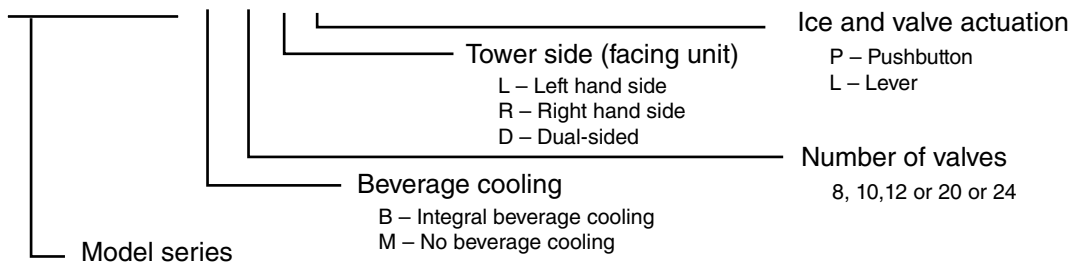 Ice and valve actuation
P – Pushbutton
L – Lever
Tower side (facing unit)
L – Left hand side
R – Right hand side
D – Dual-sided
Number of valves
8, 10,12 or 20 or 24
Beverage cooling
B – Integral beverage cooling
M – No beverage cooling
Model series